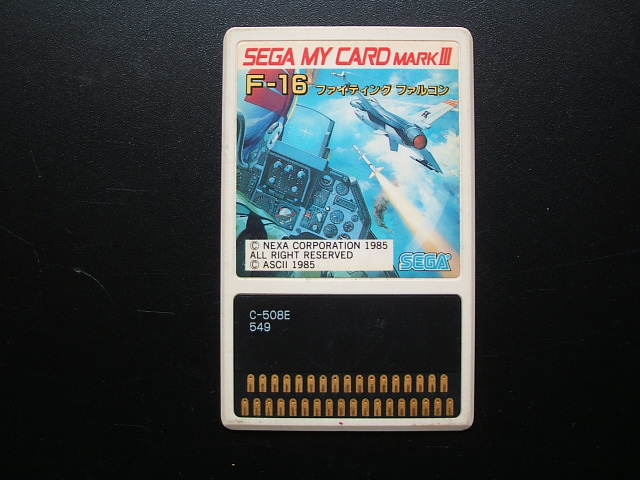 SEGA MY CARD MARK III
F-16 ファイティング ファルコン
© NEXA CORPORATION 1985
ALL RIGHT RESERVED
© ASCII 1985
SEGA
C-508E
549